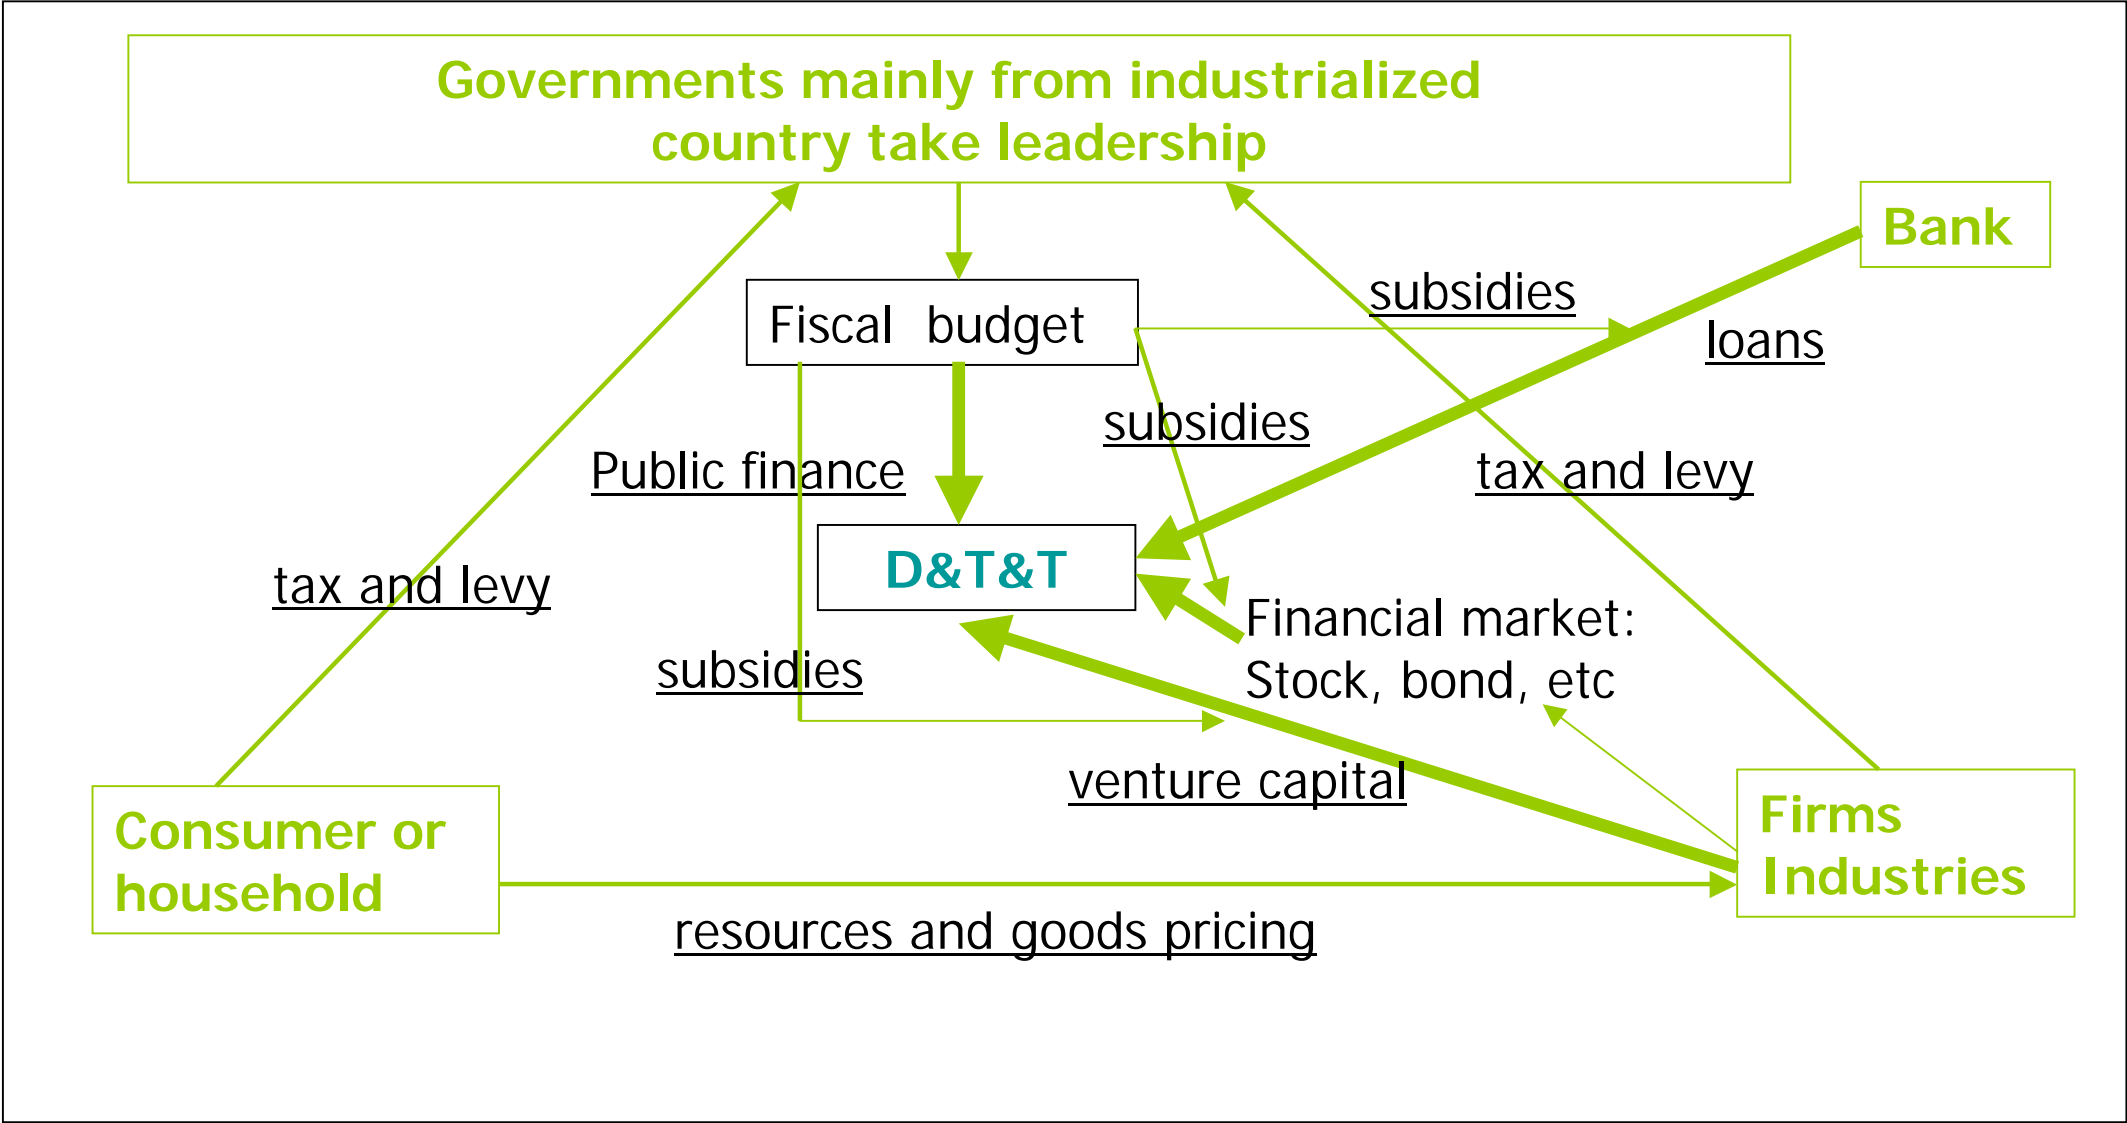 Governments mainly from industrialized
country take leadership
Bank
subsidies
Fiscal budget
loans
subsidies
Public finance
tax and levy
D&T&T
tax and levy
Financial market:
Stock, bond, etc
subsidies
venture capital
Firms
Industries
Consumer or
household
resources and goods pricing